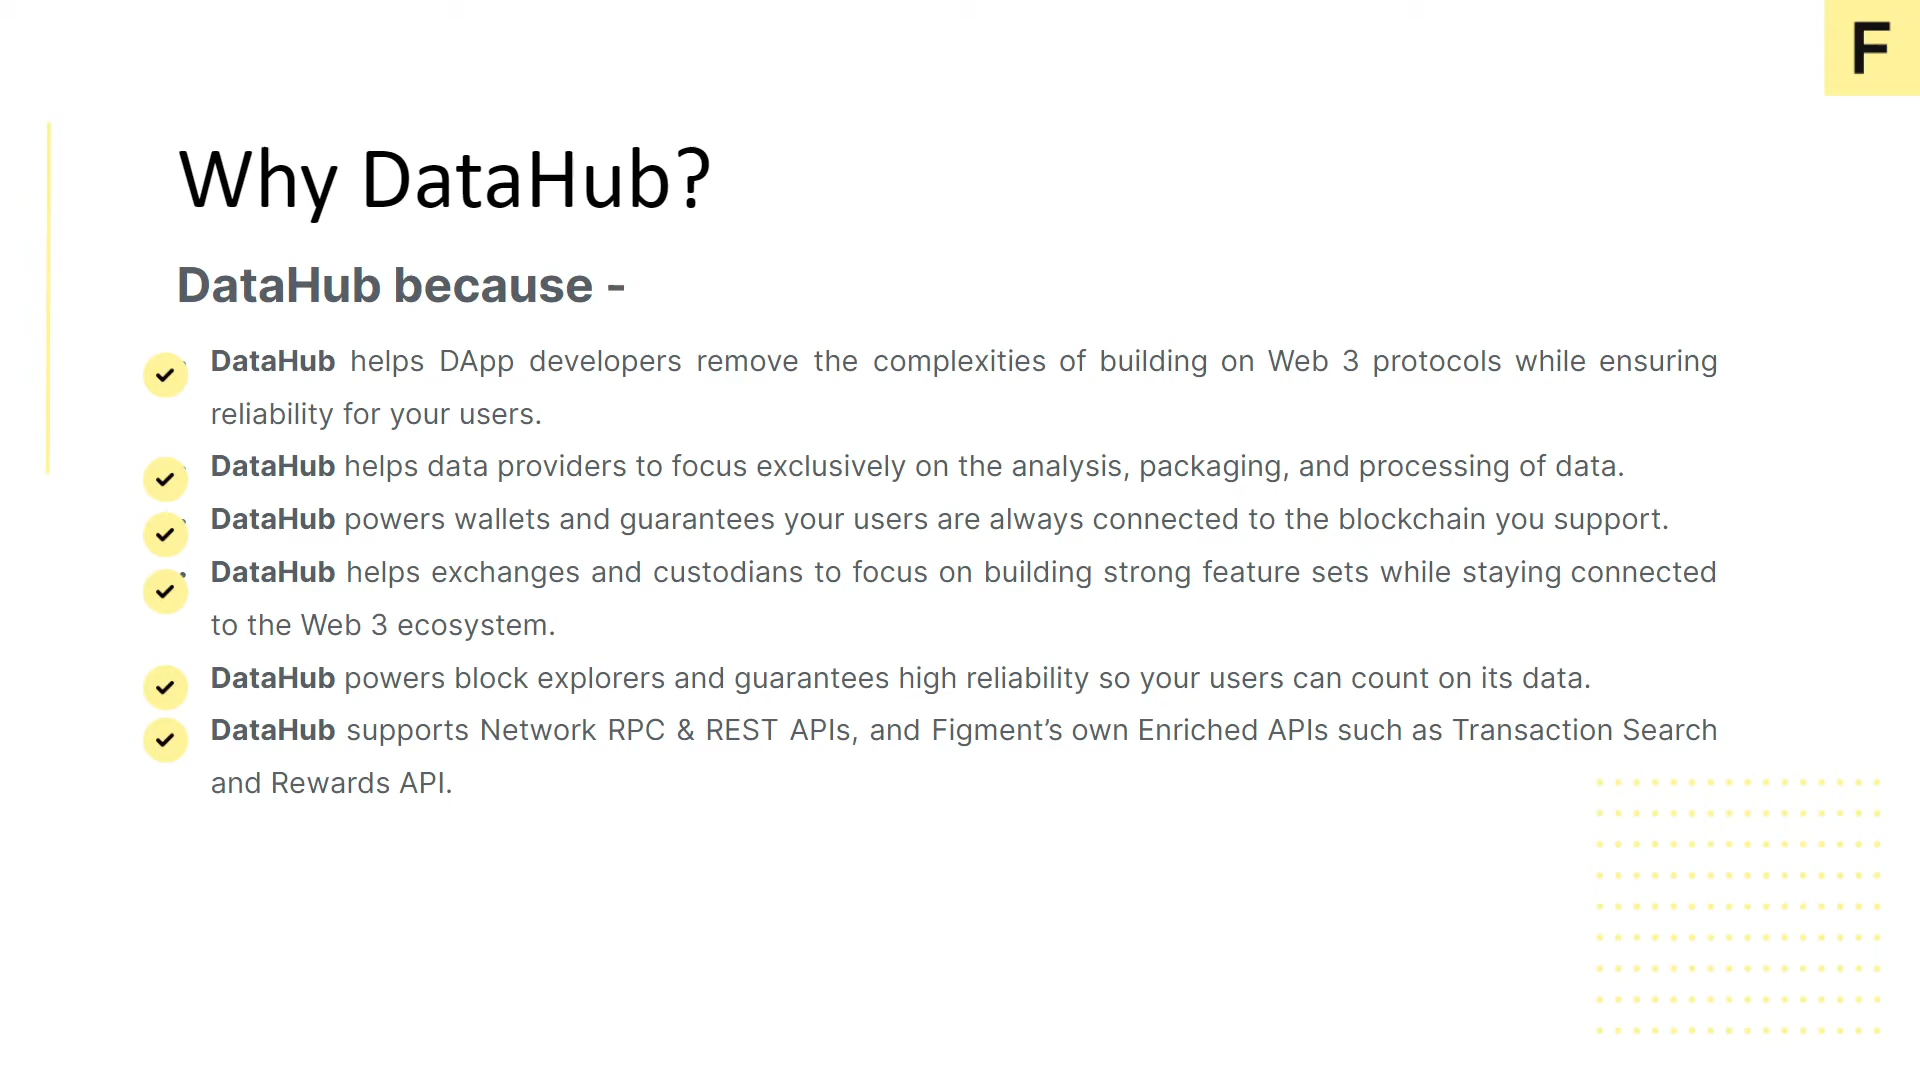 F
Why DataHub?
DataHub because -
DataHub helps DApp developers remove the complexities of building on Web 3 protocols while ensuring
reliability for your users.
DataHub helps data providers to focus exclusively on the analysis, packaging, and processing of data.
DataHub powers wallets and guarantees your users are always connected to the blockchain you support.
DataHub helps exchanges and custodians to focus on building strong feature sets while staying connected
to the Web 3 ecosystem.
DataHub powers block explorers and guarantees high reliability so your users can count on its data.
DataHub supports Network RPC & REST APIs, and Figment’s own Enriched APIs such as Transaction Search
and Rewards API.